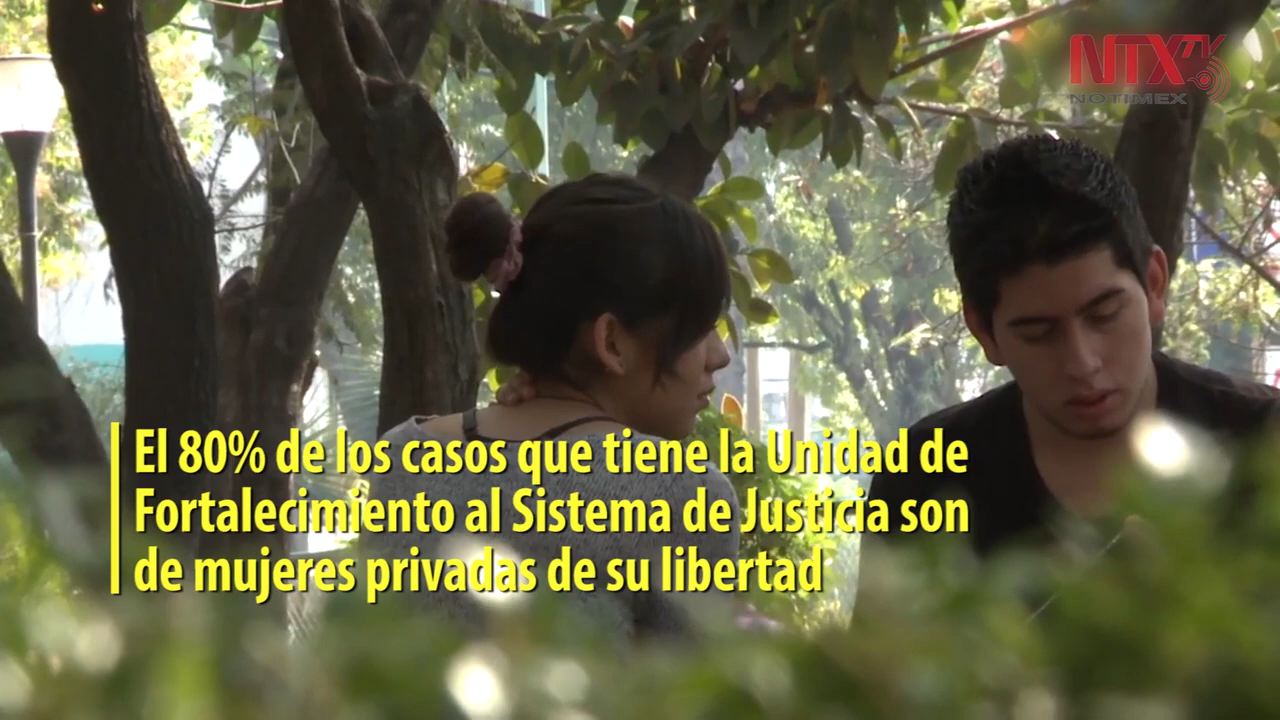 NTX
NOTIMEX
El 80% de los casos que tiene la Unidad de
Fortalecimiento al Sistema de Justicia son
de mujeres privadas de su libertad